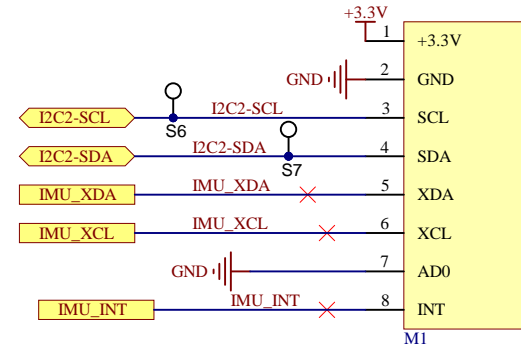 +3.3V
1 +3.3V
GND 2 GND
I2C2-SCL I2C2-SCL 3 SCL
S6
I2C2-SDA I2C2-SDA 4 SDA
S7
IMU_XDA IMU_XDA 5 XDA
IMU_XCL IMU_XCL 6 XCL
GND 7 AD0
IMU_INT IMU_INT 8 INT
M1